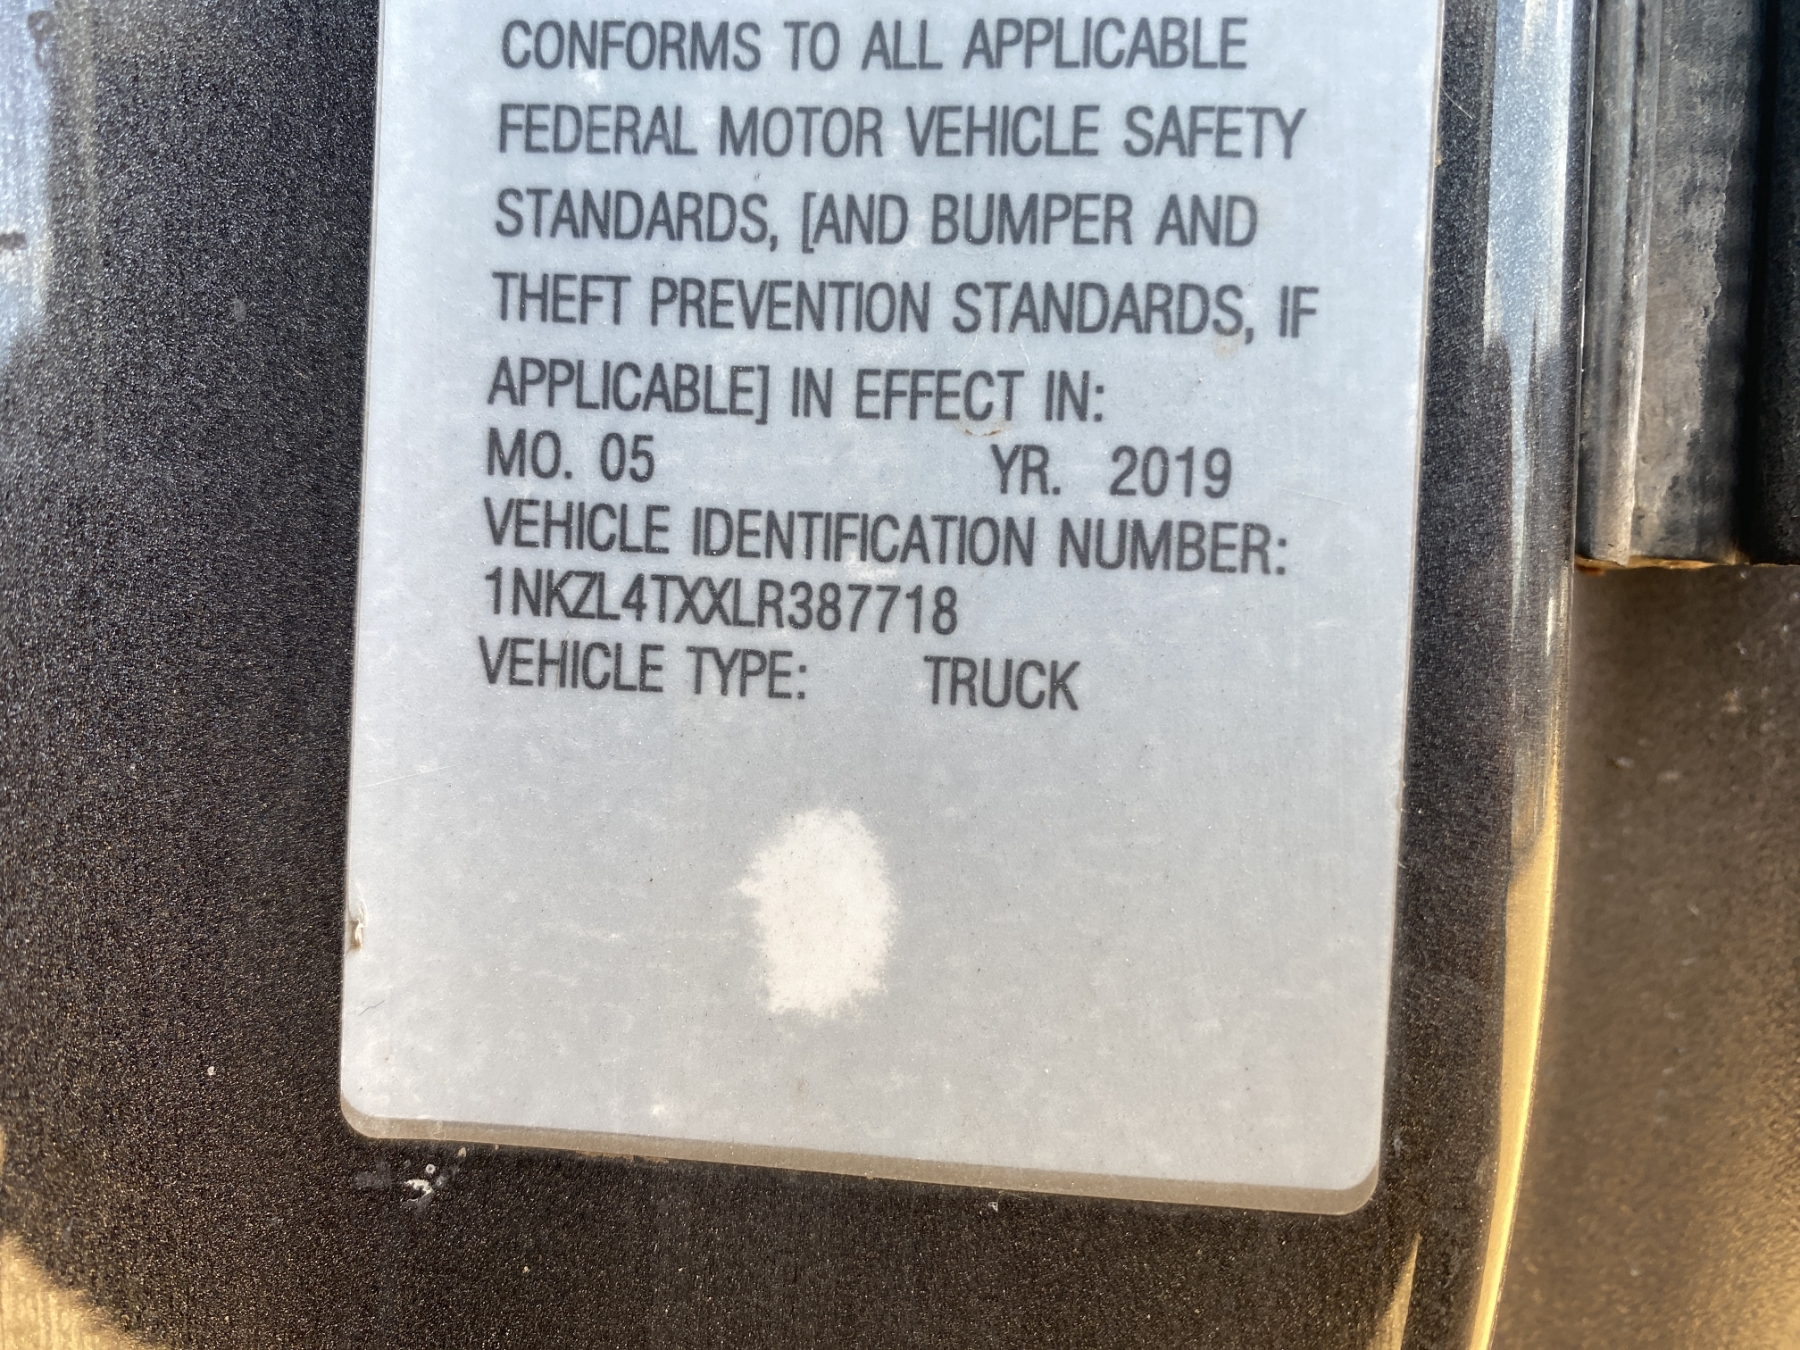 CONFORMS TO ALL APPLICABLE
FEDERAL MOTOR VEHICLE SAFETY
STANDARDS, [AND BUMPER AND
THEFT PREVENTION STANDARDS, IF
APPLICABLE] IN EFFECT IN:
MO. 05 YR. 2019
VEHICLE IDENTIFICATION NUMBER:
1NKZL4TXXLR387718
VEHICLE TYPE: TRUCK